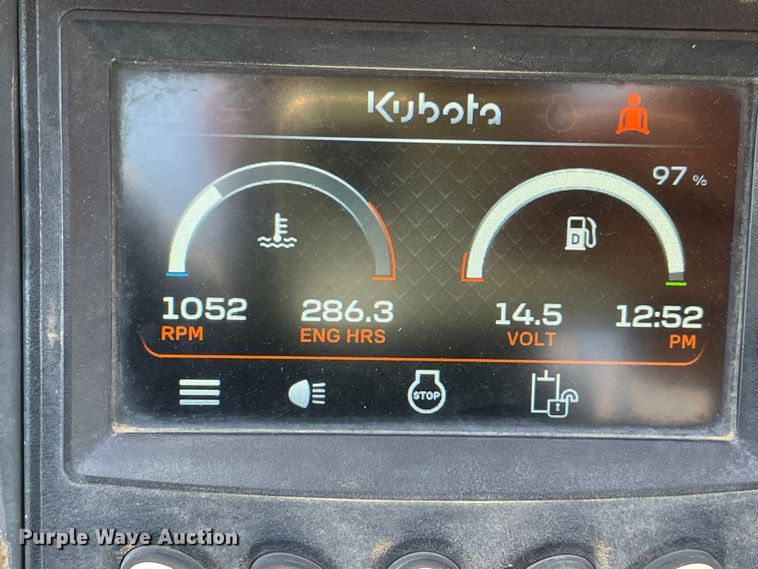 Kubota
97 %
D
1052 286.3 14.5 12:52
RPM ENG HRS VOLT PM
STOP
Purple Wave Auction